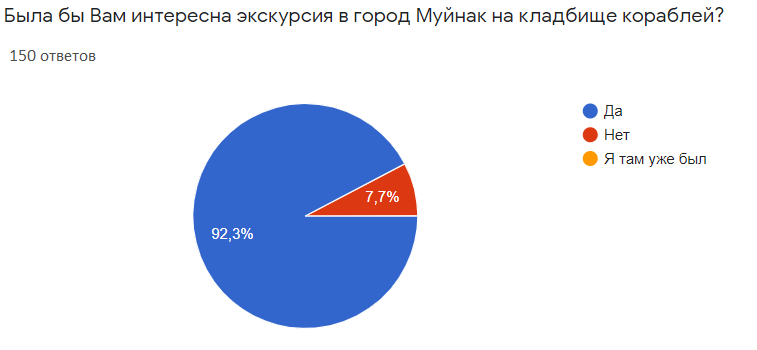 Была бы Вам интересна экскурсия в город Муйнак на кладбище кораблей?
150 ответов
Да
Нет
Я там уже был
7,7%
92,3%